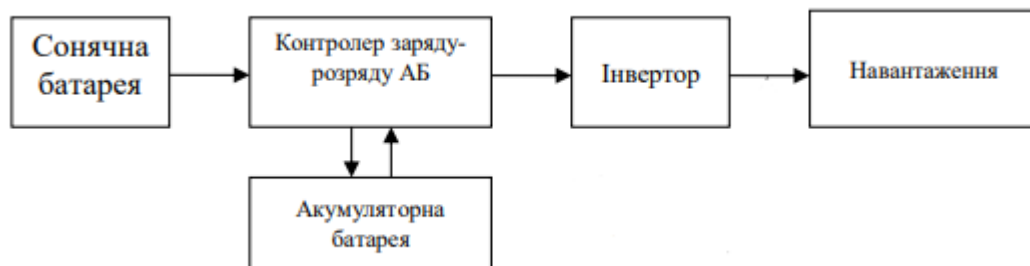 Сонячна
батарея
Контролер заряду-
розряду АБ
Інвертор
Навантаження
Акумуляторна
батарея